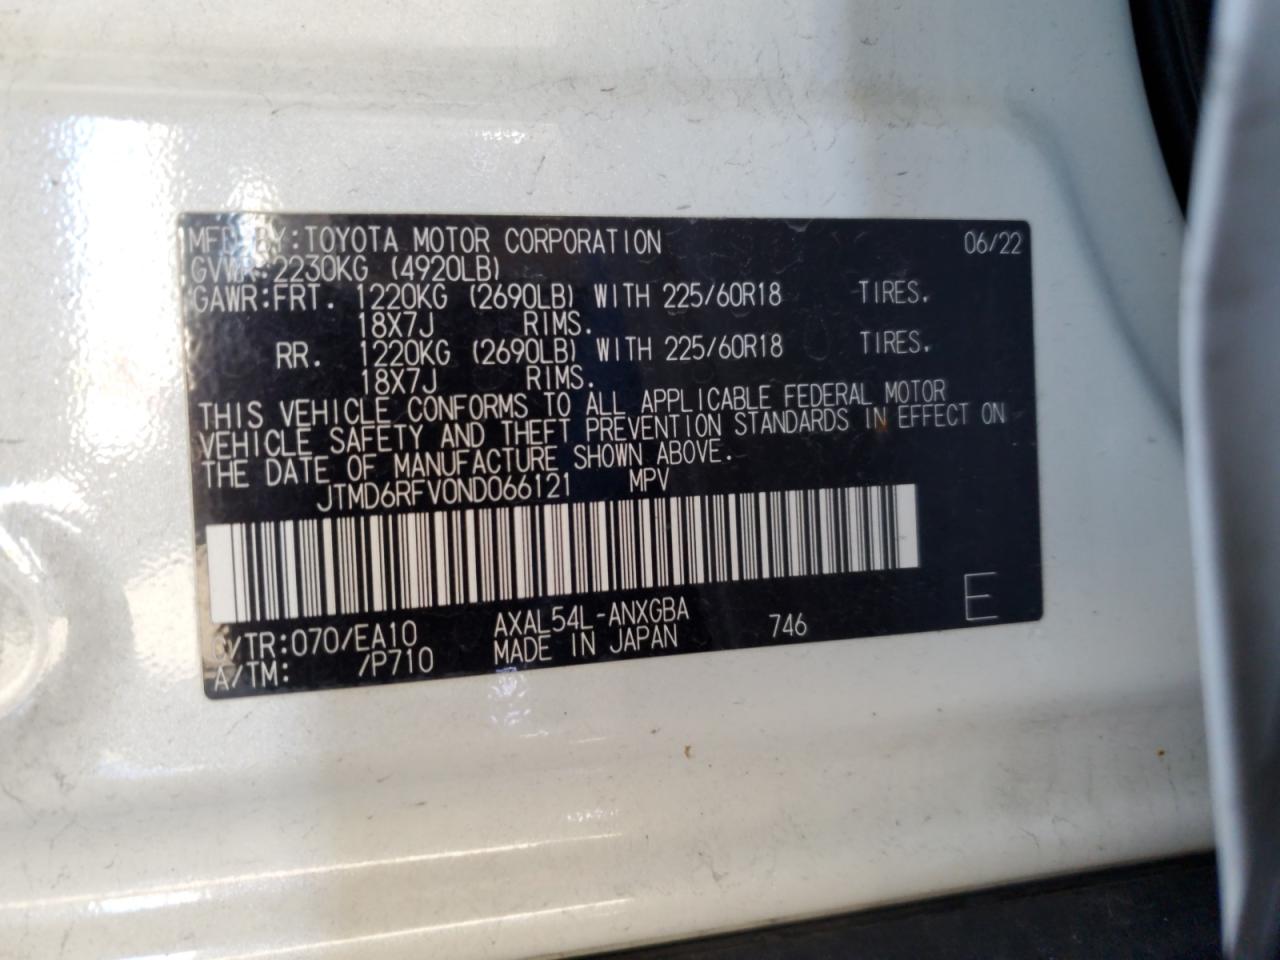 MFD. BY:TOYOTA MOTOR CORPORATION 06/22
GVWR:2230KG (4920LB)
GAWR:FRT. 1220KG (2690LB) WITH 225/60R18 TIRES.
18X7J RIMS.
RR. 1220KG (2690LB) WITH 225/60R18 TIRES.
18X7J RIMS.
THIS VEHICLE CONFORMS TO ALL APPLICABLE FEDERAL MOTOR
VEHICLE SAFETY AND THEFT PREVENTION STANDARDS IN EFFECT ON
THE DATE OF MANUFACTURE SHOWN ABOVE.
JTMD6RFV0ND066121 MPV
C/TR:070/EA10 AXAL54L-ANXGBA 746 E
A/TM: /P710 MADE IN JAPAN